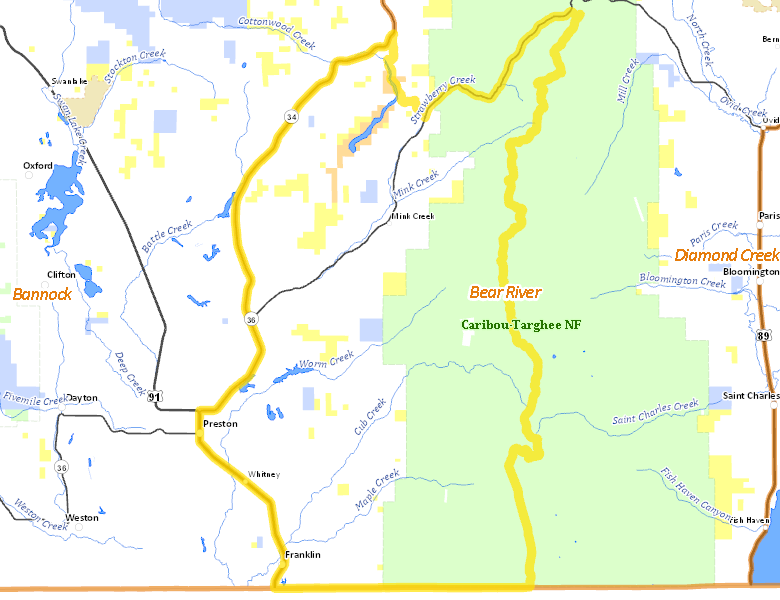 Cottonwood Creek
North Creek
Bern
Stockton Creek
Swanlake
Mill Creek
Strawberry Creek
Swan Lake Creek
Ovid Creek
Ovid
34
Oxford
Mink Creek
Mink Creek
Paris
Battle Creek
Paris Creek
Diamond Creek
Clifton
Bannock
Bear River
Bloomington
Bloomington Creek
36
Caribou-Targhee NF
89
Worm Creek
Deep Creek
91
Fivemile Creek
Dayton
Saint Charles
Cub Creek
Saint Charles Creek
Preston
36
Whitney
Maple Creek
Fish Haven Canyon
Weston Creek
Weston
Fish Haven
Franklin